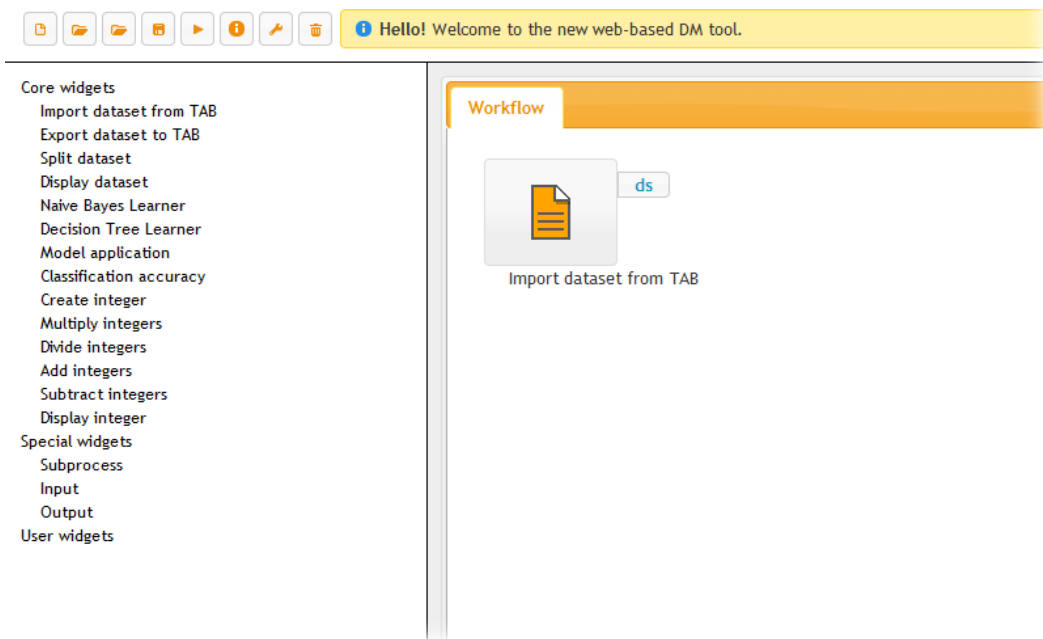 Hello! Welcome to the new web-based DM tool.
Core widgets
Import dataset from TAB
Export dataset to TAB
Split dataset
Display dataset
Naive Bayes Learner
Decision Tree Learner
Model application
Classification accuracy
Create integer
Multiply integers
Divide integers
Add integers
Subtract integers
Display integer
Special widgets
Subprocess
Input
Output
User widgets
Workflow
ds
Import dataset from TAB